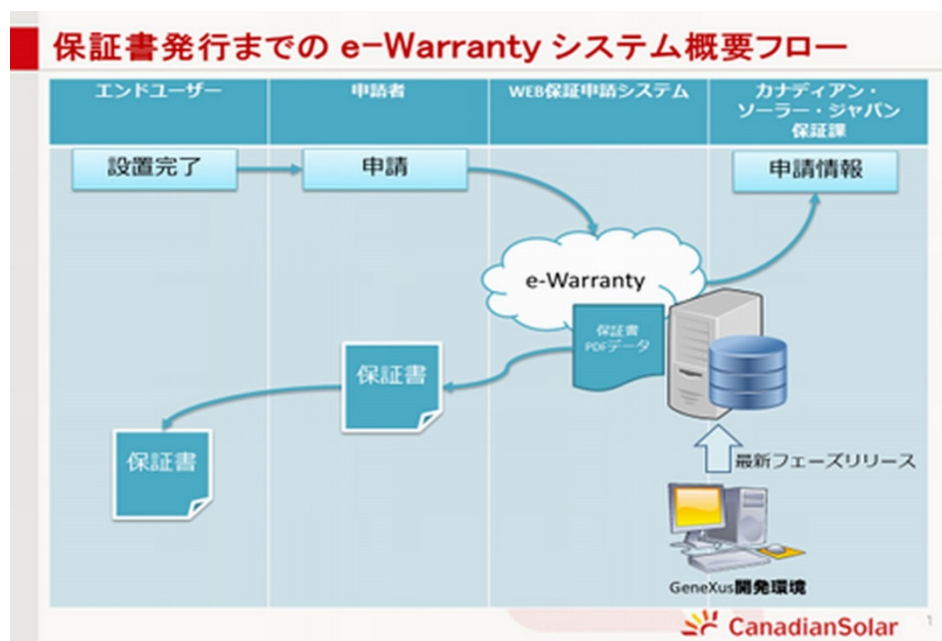 保証書発行までの e-Warranty システム概要フロー
エンドユーザー
申請者
WEB保証申請システム
カナディアン・
ソーラー・ジャパン
保証課
設置完了
申請
申請情報
e-Warranty
保証書
PDFデータ
保証書
保証書
最新フェーズリリース
GeneXus開発環境
CanadianSolar
1